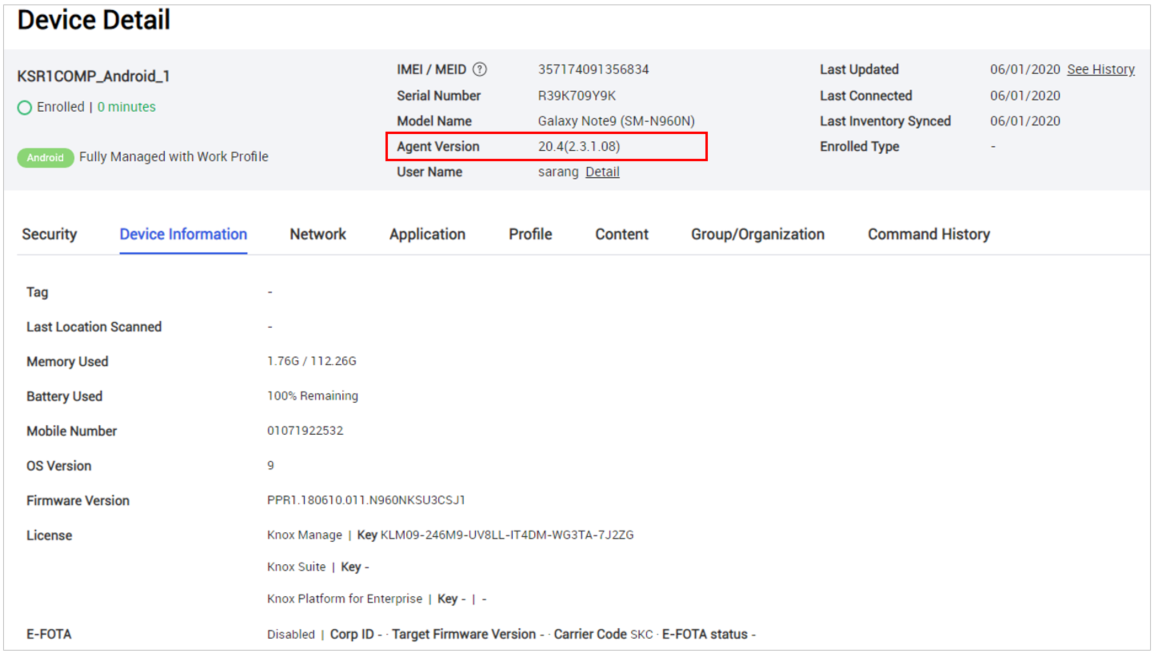 Device Detail
KSR1COMP_Android_1
Enrolled | 0 minutes
Android Fully Managed with Work Profile
IMEI / MEID ? 357174091356834
Serial Number R39K709Y9K
Model Name Galaxy Note9 (SM-N960N)
Agent Version 20.4(2.3.1.08)
User Name sarang Detail
Last Updated 06/01/2020 See History
Last Connected 06/01/2020
Last Inventory Synced 06/01/2020
Enrolled Type -
Security Device Information Network Application Profile Content Group/Organization Command History
Tag -
Last Location Scanned -
Memory Used 1.76G / 112.26G
Battery Used 100% Remaining
Mobile Number 01071922532
OS Version 9
Firmware Version PPR1.180610.011.N960NKSU3CSJ1
License Knox Manage | Key KLM09-246M9-UV8LL-IT4DM-WG3TA-7J2ZG
Knox Suite | Key -
Knox Platform for Enterprise | Key - | -
E-FOTA Disabled | Corp ID - · Target Firmware Version - · Carrier Code SKC · E-FOTA status -